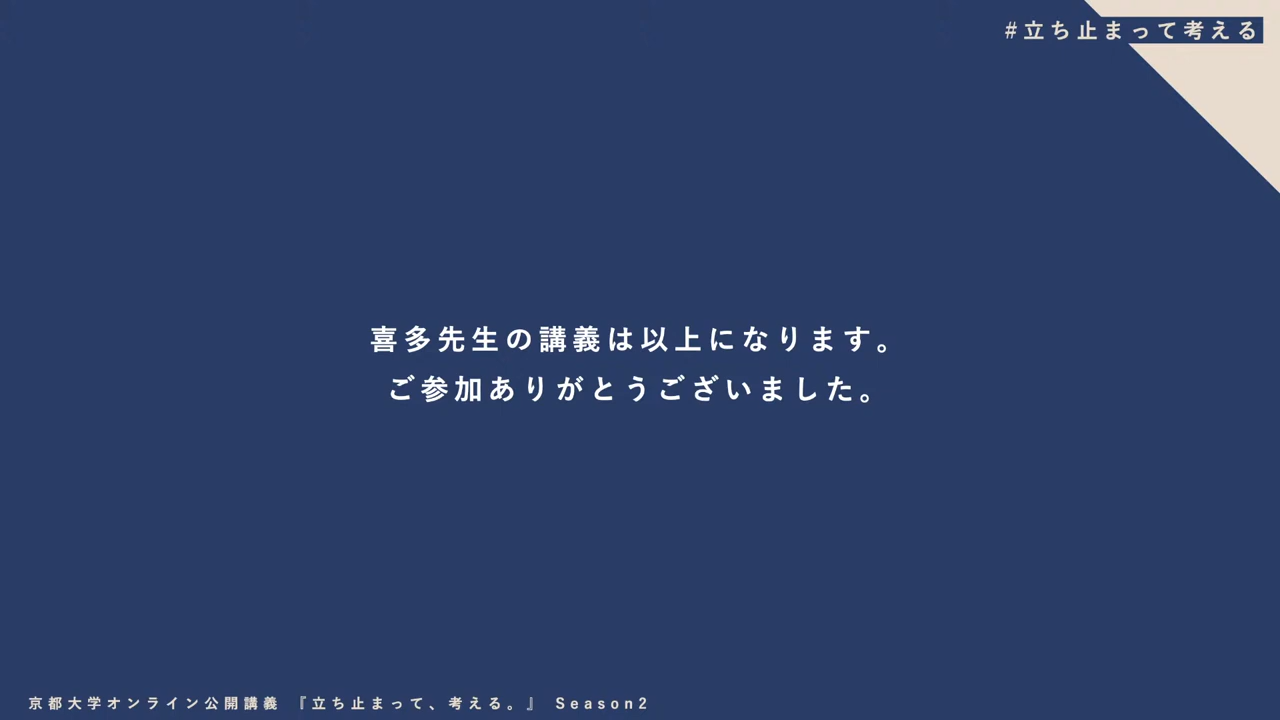 #立ち止まって考える
喜多先生の講義は以上になります。
ご参加ありがとうございました。
京都大学オンライン公開講義 『立ち止まって、考える。』 Season2